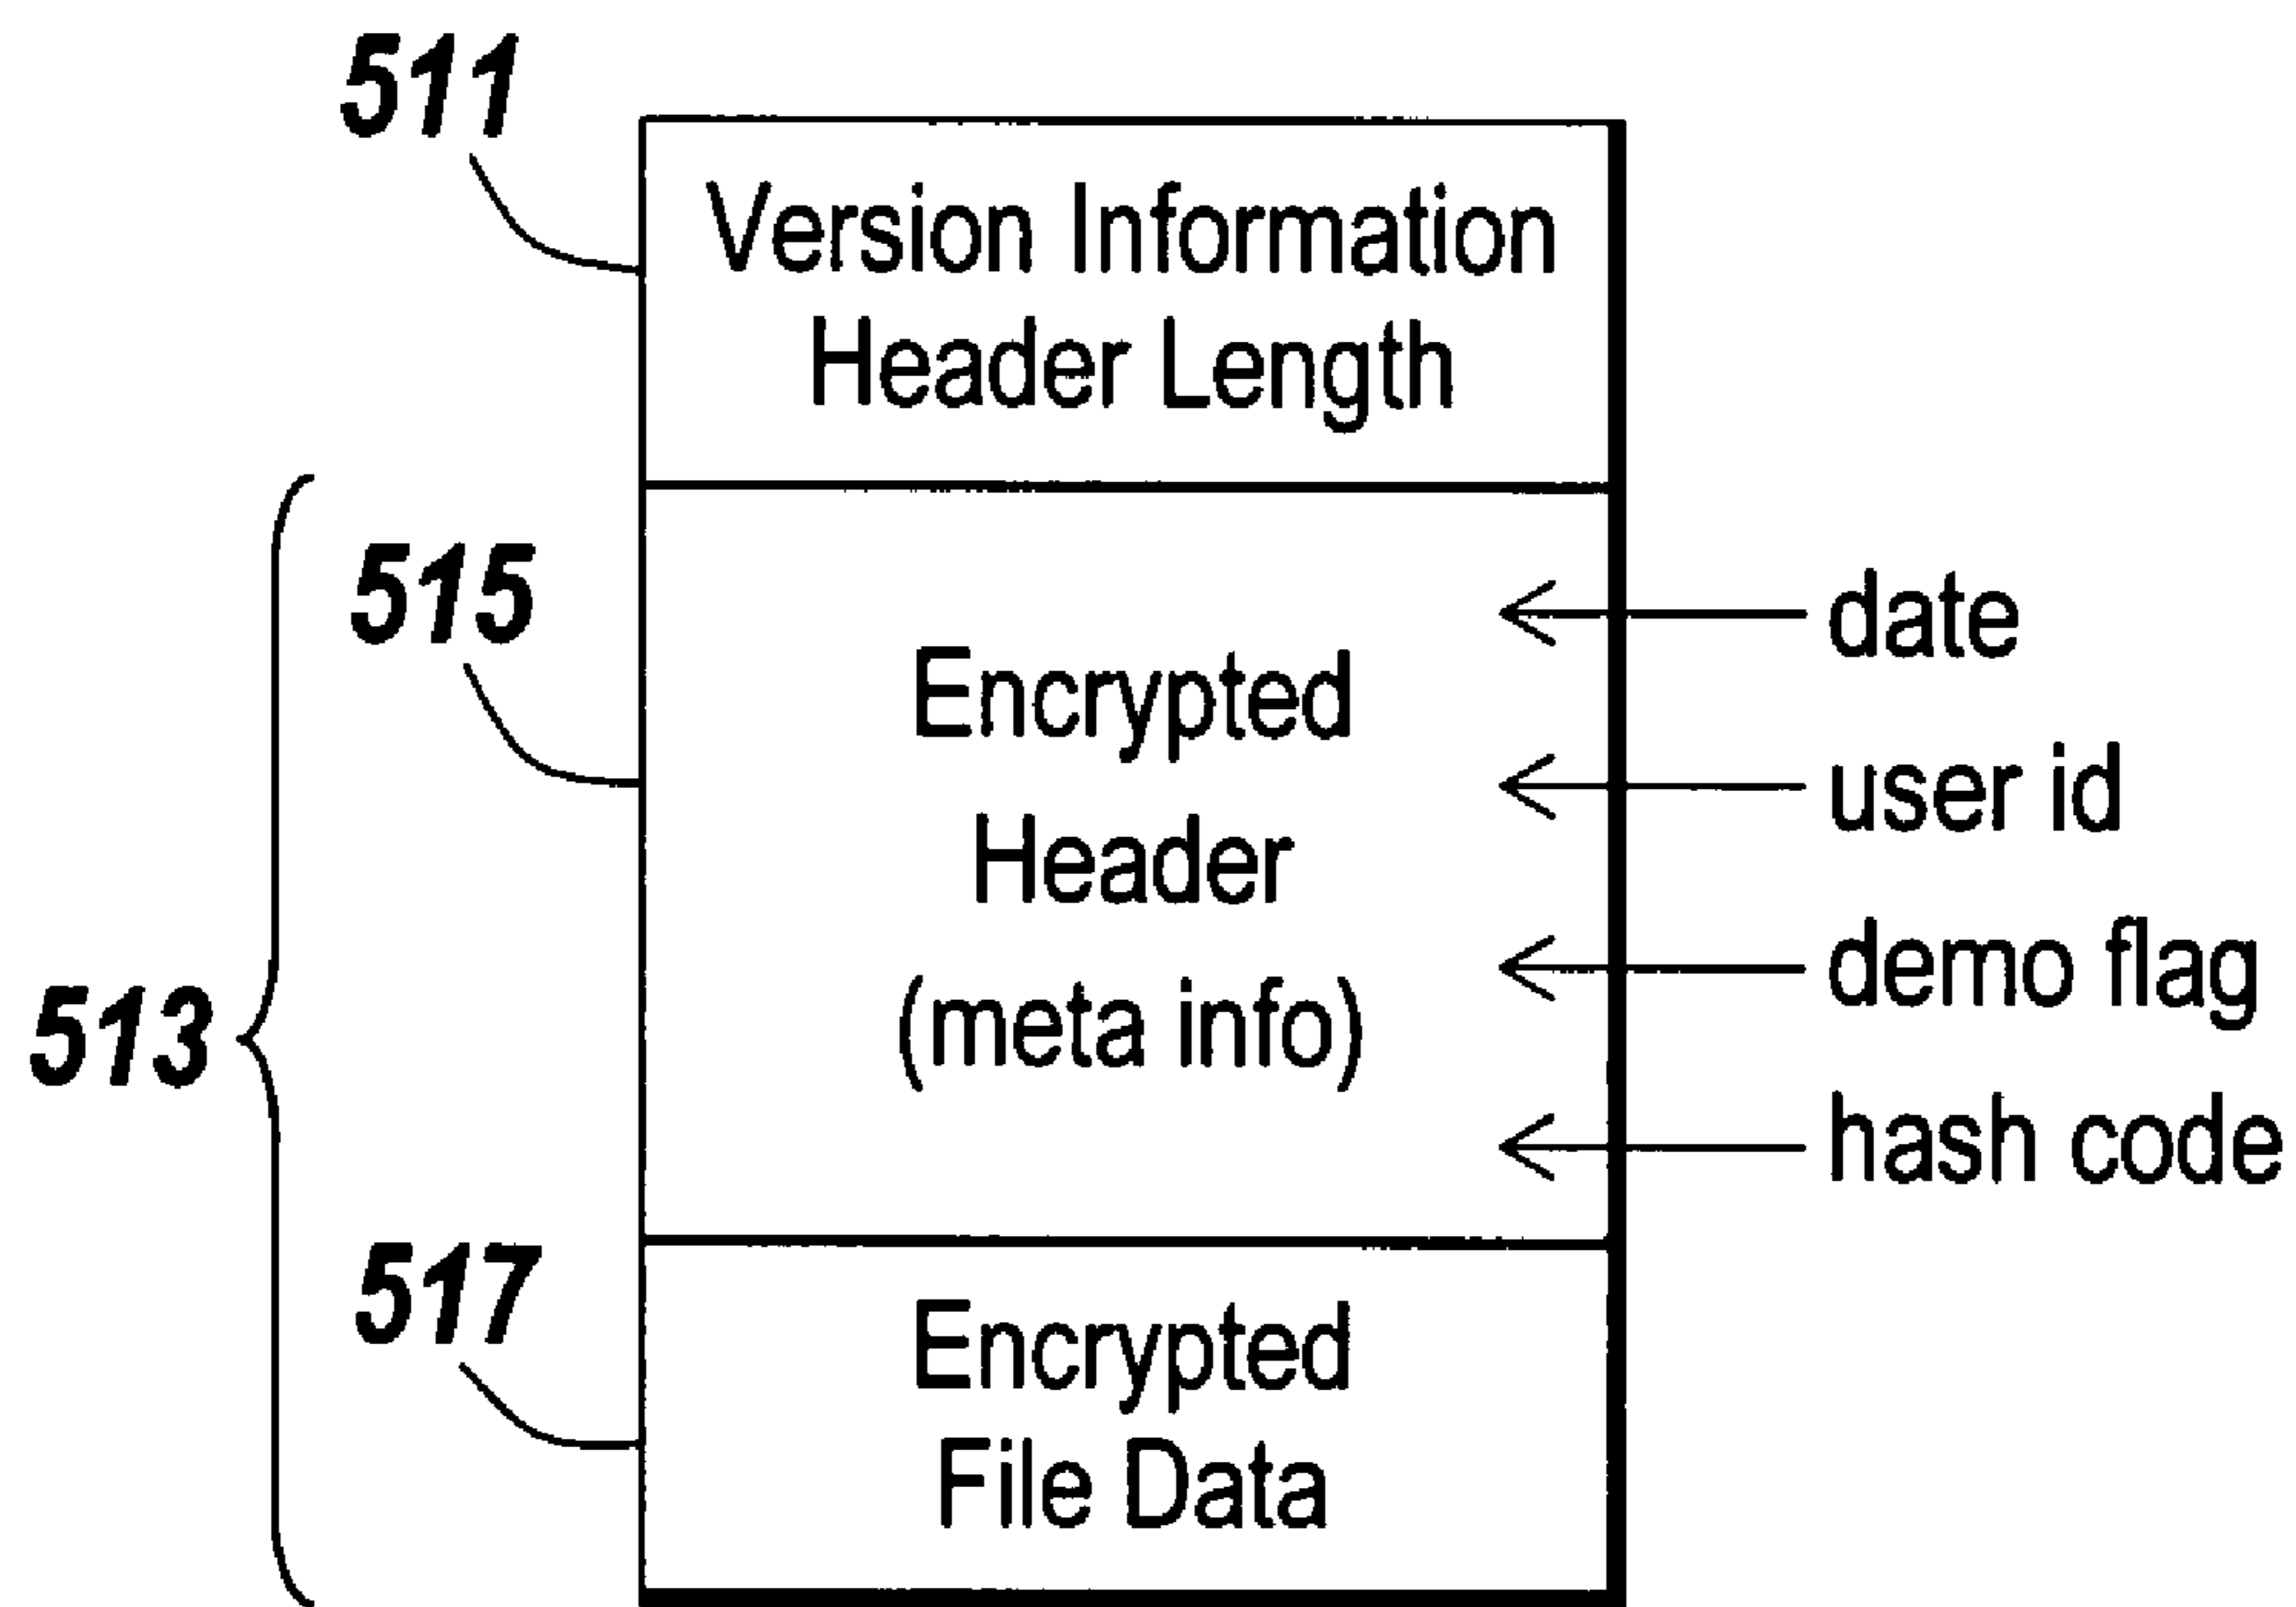 511
Version Information
Header Length
513
515
Encrypted
Header
(meta info)
date
user id
demo flag
hash code
517
Encrypted
File Data